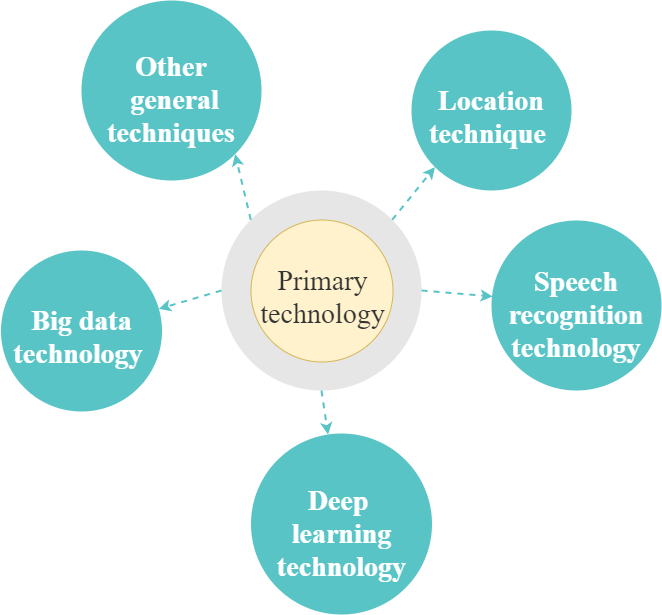 Other
general
techniques
Location
technique
Primary
technology
Speech
recognition
technology
Big data
technology
Deep
learning
technology